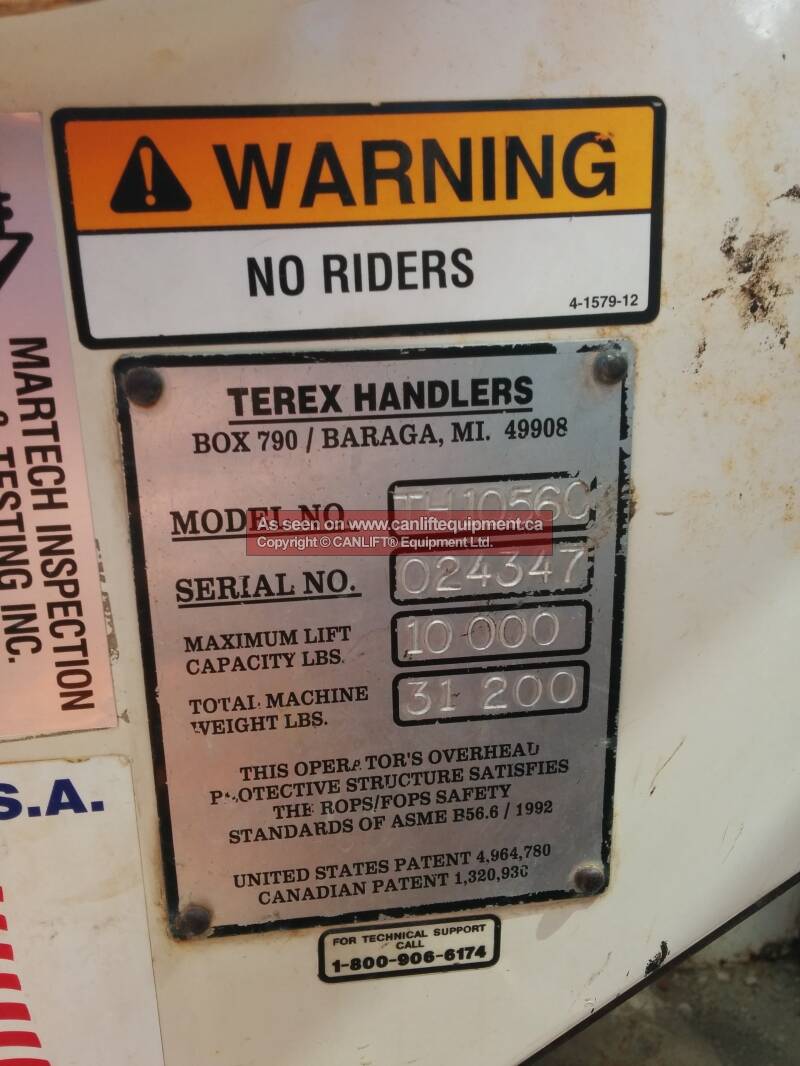 WARNING
NO RIDERS
4-1579-12
MARTECH INSPECTION
& TESTING INC.
S.A.
TEREX HANDLERS
BOX 790 / BARAGA, MI. 49908
MODEL NO. TH1056C
As seen on www.canliftequipment.ca
Copyright © CANLIFT® Equipment Ltd.
SERIAL NO. 024347
MAXIMUM LIFT
CAPACITY LBS. 10 000
TOTAL MACHINE
WEIGHT LBS. 31 200
THIS OPERATOR'S OVERHEAD
PROTECTIVE STRUCTURE SATISFIES
THE ROPS/FOPS SAFETY
STANDARDS OF ASME B56.6 / 1992
UNITED STATES PATENT 4,964,780
CANADIAN PATENT 1,320,930
FOR TECHNICAL SUPPORT
CALL
1-800-906-6174